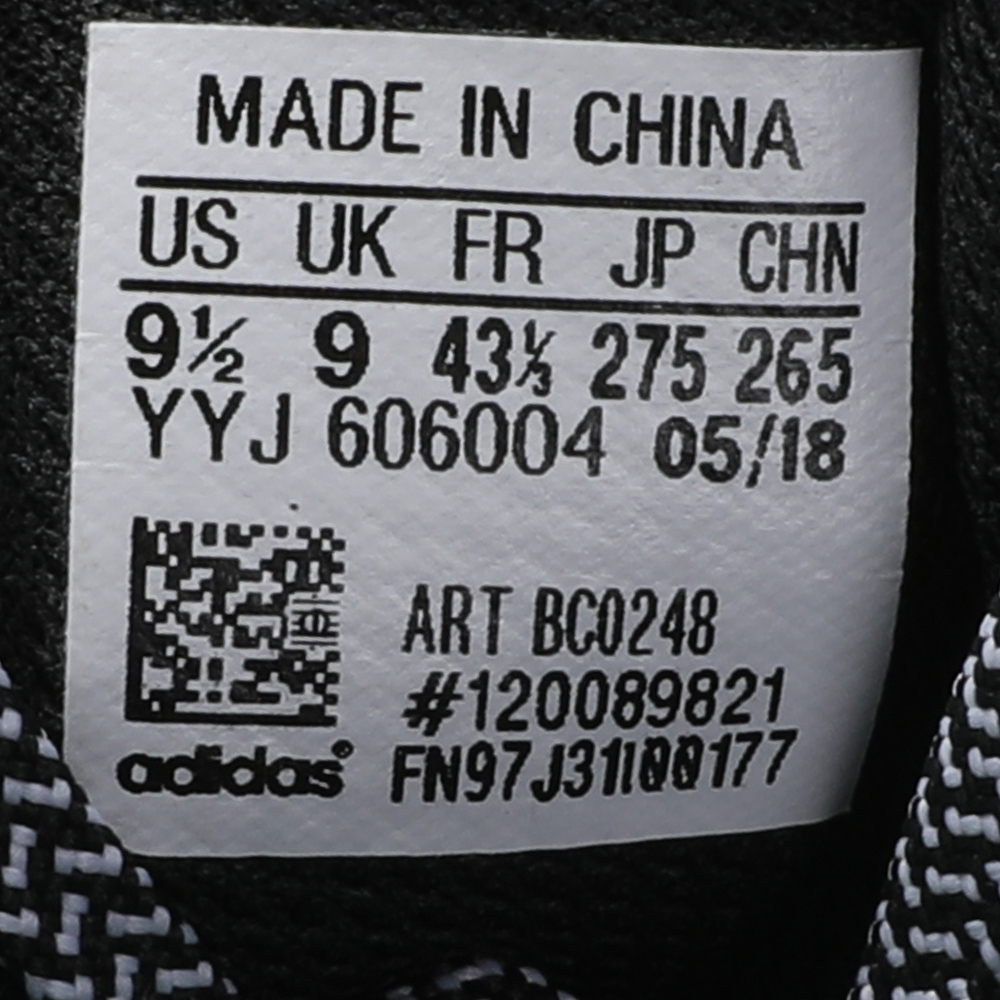 MADE IN CHINA
US UK FR JP CHN
9½ 9 43⅓ 275 265
YYJ 606004 05/18
ART BC0248
#120089821
adidas®